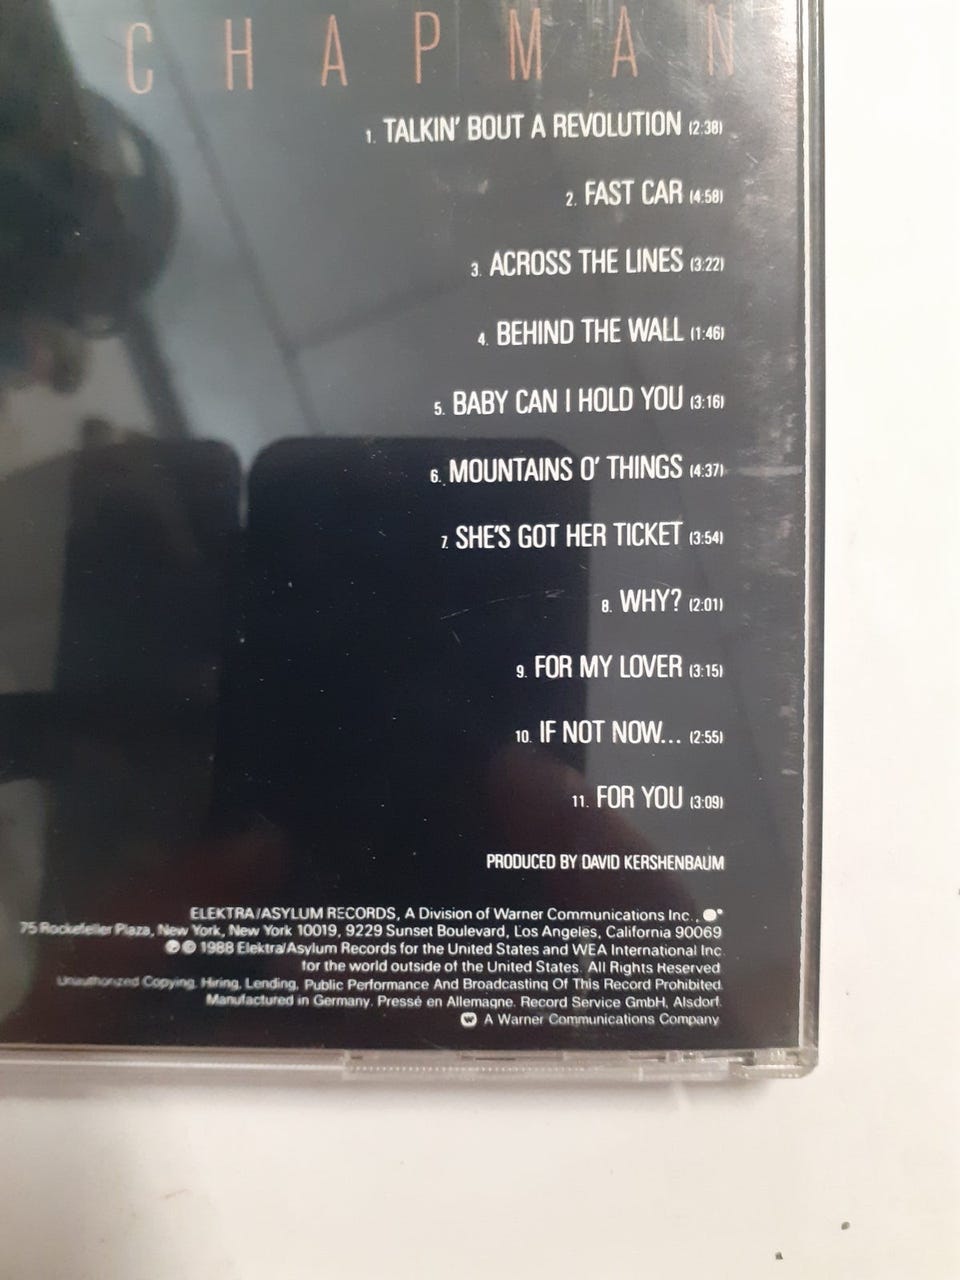 CHAPMAN
1. TALKIN' BOUT A REVOLUTION (2:38)
2. FAST CAR (4:58)
3. ACROSS THE LINES (3:22)
4. BEHIND THE WALL (1:46)
5. BABY CAN I HOLD YOU (3:16)
6. MOUNTAINS O' THINGS (4:37)
7. SHE'S GOT HER TICKET (3:54)
8. WHY? (2:01)
9. FOR MY LOVER (3:15)
10. IF NOT NOW... (2:55)
11. FOR YOU (3:09)
PRODUCED BY DAVID KERSHENBAUM
ELEKTRA/ASYLUM RECORDS, A Division of Warner Communications Inc.,
75 Rockefeller Plaza, New York, New York 10019, 9229 Sunset Boulevard, Los Angeles, California 90069
℗ © 1988 Elektra/Asylum Records for the United States and WEA International Inc.
for the world outside of the United States. All Rights Reserved
Unauthorized Copying, Hiring, Lending, Public Performance And Broadcasting Of This Record Prohibited.
Manufactured in Germany. Pressé en Allemagne. Record Service GmbH, Alsdorf.
A Warner Communications Company